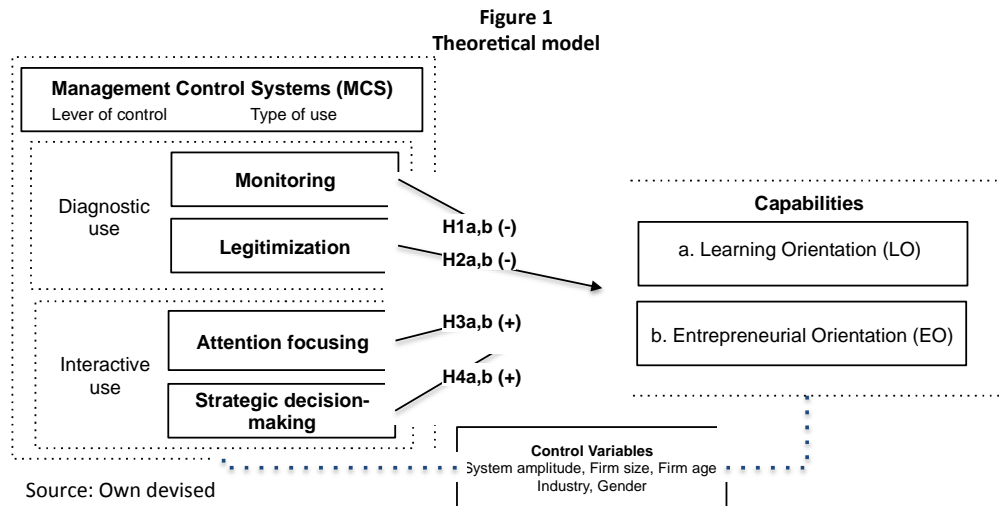 Figure 1
Theoretical model
Management Control Systems (MCS)
Lever of control Type of use
Diagnostic
use
Monitoring
Legitimization
Interactive
use
Attention focusing
Strategic decision-
making
H1a,b (-)
H2a,b (-)
H3a,b (+)
H4a,b (+)
Capabilities
a. Learning Orientation (LO)
b. Entrepreneurial Orientation (EO)
Control Variables
System amplitude, Firm size, Firm age
Industry, Gender
Source: Own devised